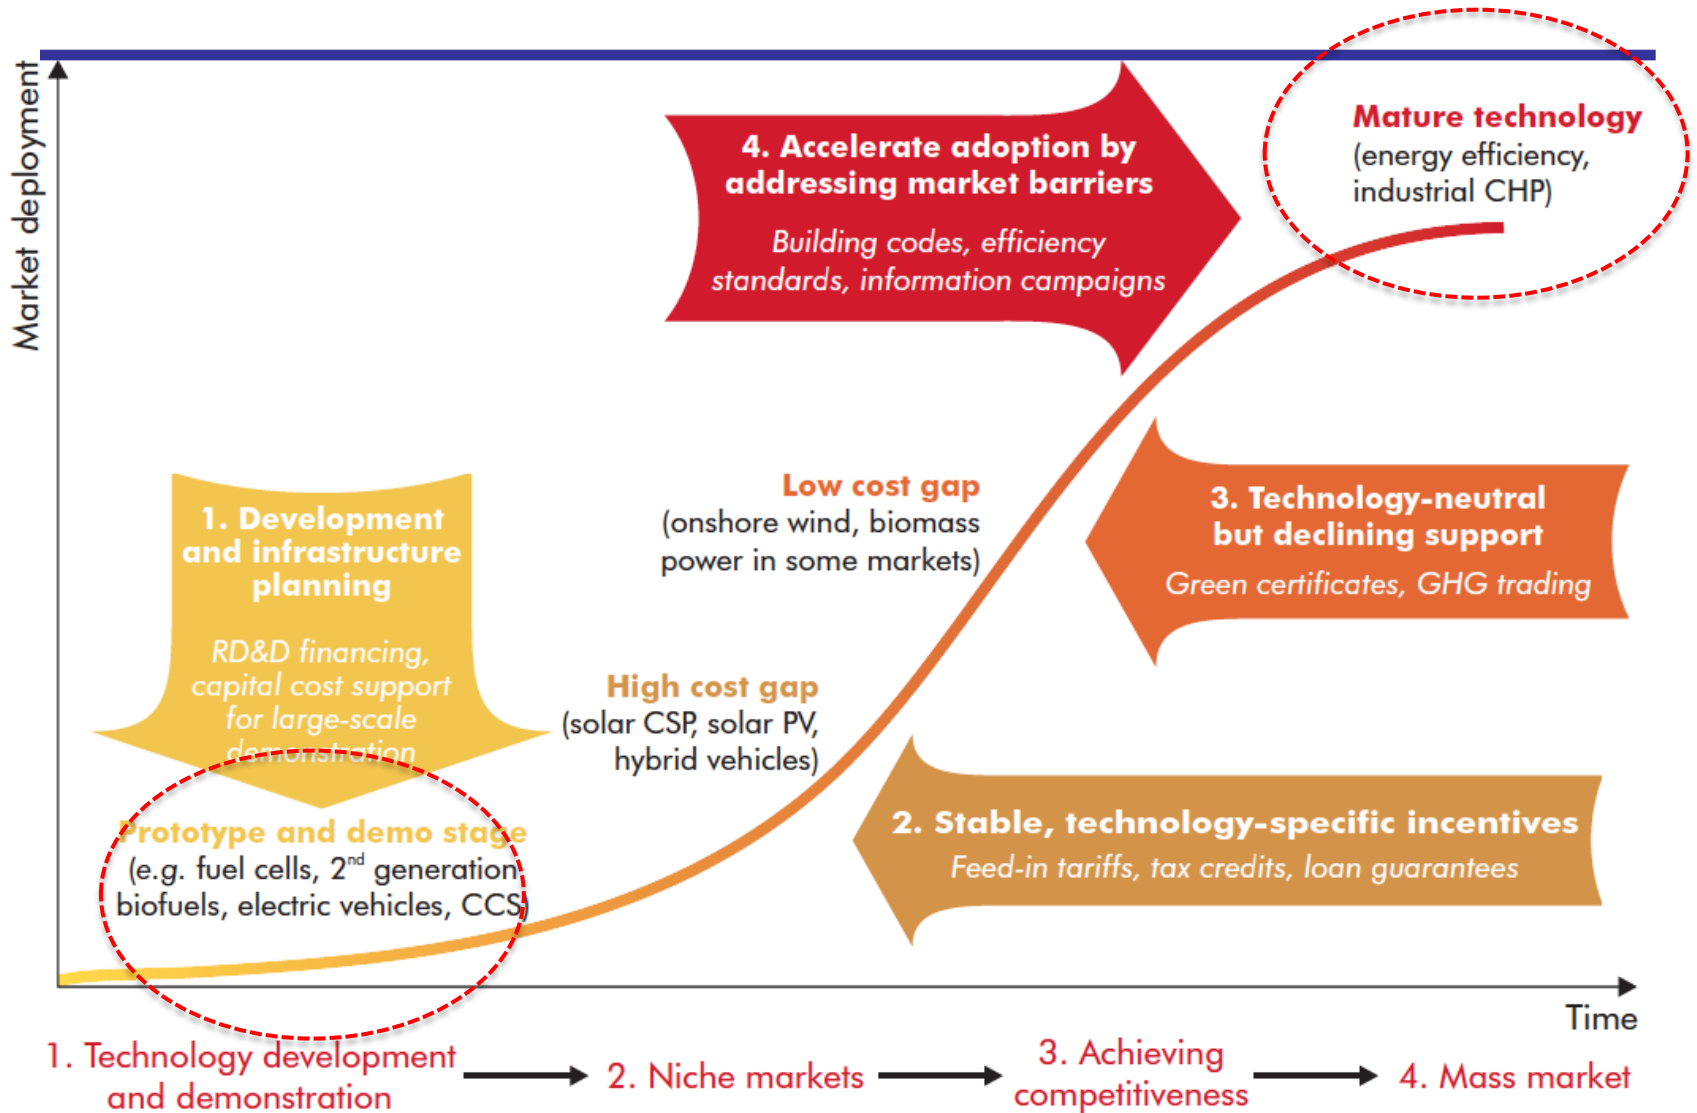 Market deployment
4. Accelerate adoption by
addressing market barriers
Building codes, efficiency
standards, information campaigns
Mature technology
(energy efficiency,
industrial CHP)
1. Development
and infrastructure
planning
RD&D financing,
capital cost support
for large-scale
demonstration
Low cost gap
(onshore wind, biomass
power in some markets)
3. Technology-neutral
but declining support
Green certificates, GHG trading
High cost gap
(solar CSP, solar PV,
hybrid vehicles)
2. Stable, technology-specific incentives
Feed-in tariffs, tax credits, loan guarantees
Prototype and demo stage
(e.g. fuel cells, 2nd generation
biofuels, electric vehicles, CCS)
Time
1. Technology development
and demonstration
2. Niche markets
3. Achieving
competitiveness
4. Mass market